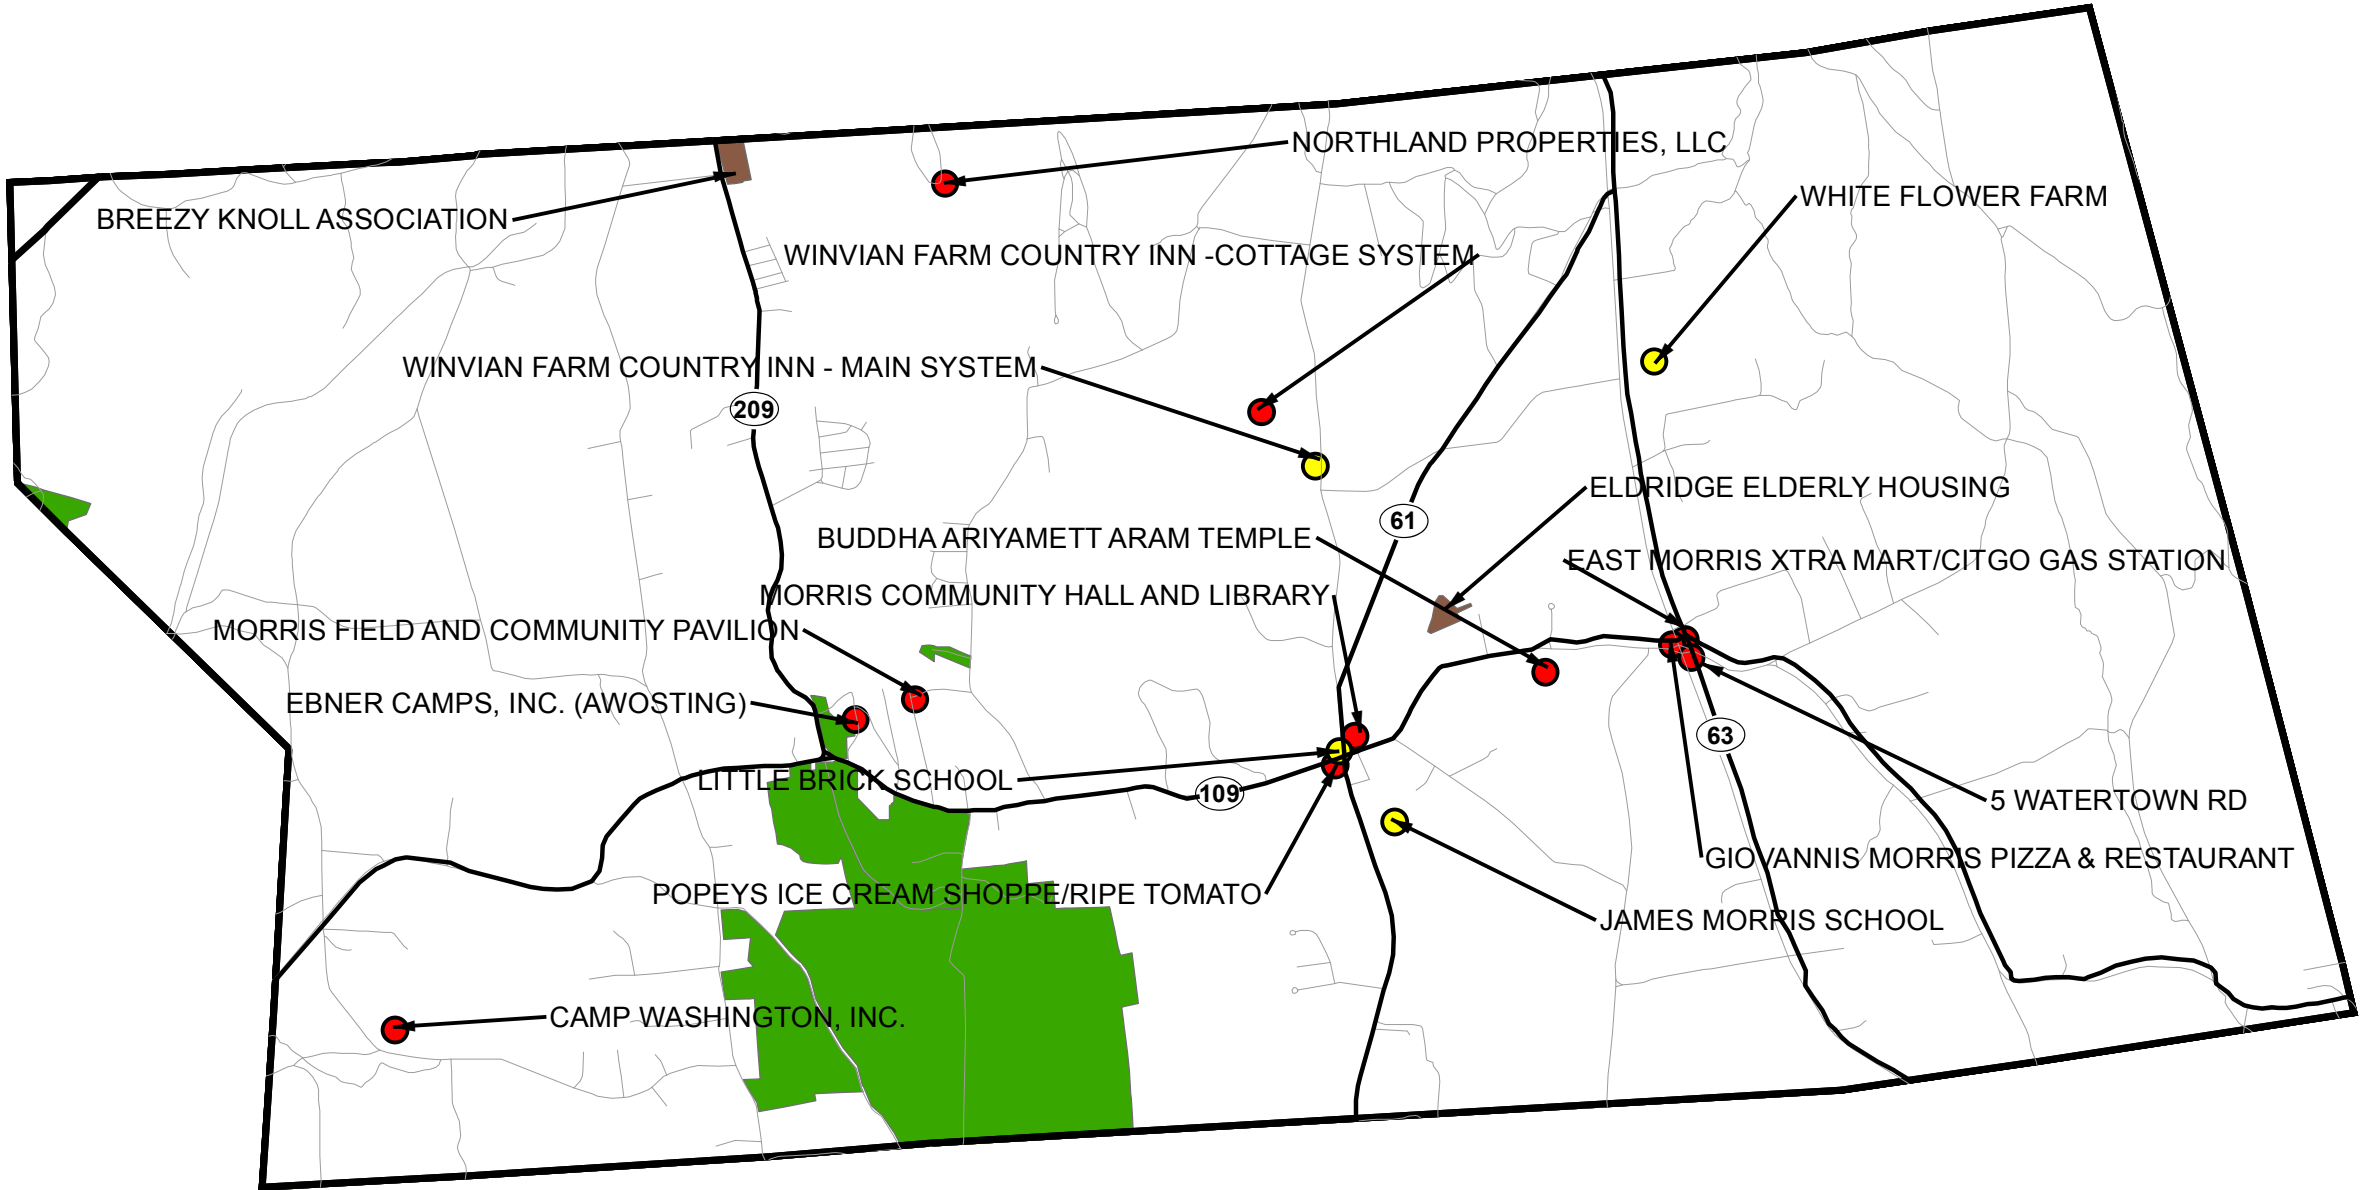 NORTHLAND PROPERTIES, LLC
WHITE FLOWER FARM
BREEZY KNOLL ASSOCIATION
WINVIAN FARM COUNTRY INN -COTTAGE SYSTEM
WINVIAN FARM COUNTRY INN - MAIN SYSTEM
209
ELDRIDGE ELDERLY HOUSING
61
BUDDHA ARIYAMETT ARAM TEMPLE
EAST MORRIS XTRA MART/CITGO GAS STATION
MORRIS COMMUNITY HALL AND LIBRARY
MORRIS FIELD AND COMMUNITY PAVILION
EBNER CAMPS, INC. (AWOSTING)
63
LITTLE BRICK SCHOOL
109
5 WATERTOWN RD
GIOVANNIS MORRIS PIZZA & RESTAURANT
POPEYS ICE CREAM SHOPPE/RIPE TOMATO
JAMES MORRIS SCHOOL
CAMP WASHINGTON, INC.